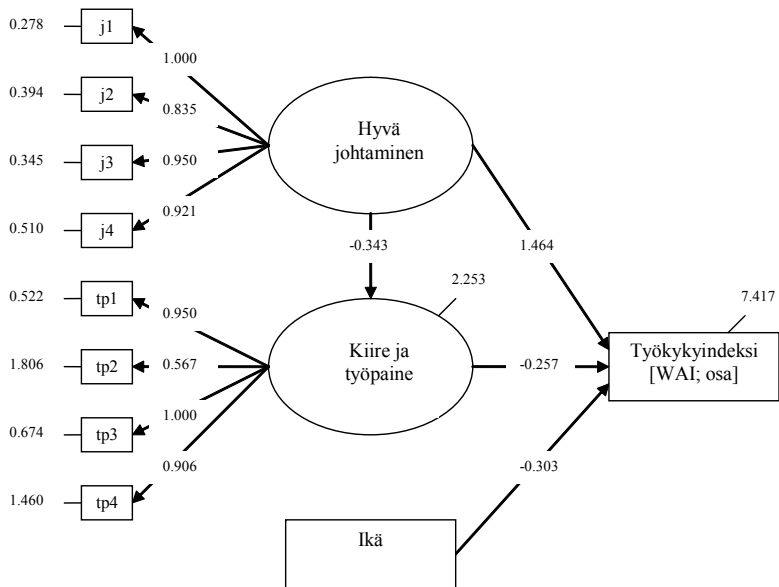 0.278
j1
1.000
0.394
j2
0.835
Hyvä
johtaminen
0.345
j3
0.950
0.510
j4
0.921
-0.343
1.464
0.522
tp1
0.950
2.253
7.417
1.806
tp2
0.567
Kiire ja
työpaine
-0.257
Työkykyindeksi
[WAI; osa]
0.674
tp3
1.000
1.460
tp4
0.906
-0.303
Ikä